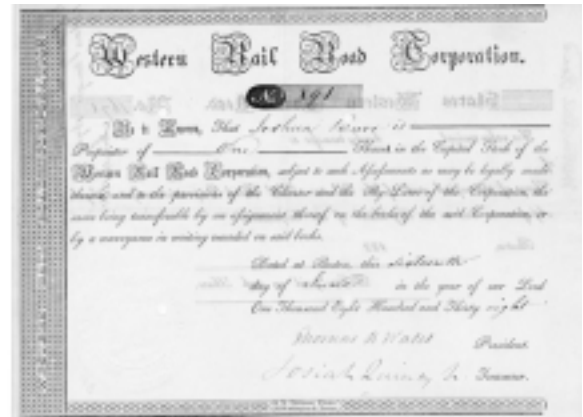 Western Rail Road Corporation.
No. 891
Be it Known, That Joshua is
Proprietor of One Share in the Capital Stock of the
Western Rail Road Corporation, subject to such Assessments as may be legally made
thereon, and to the provisions of the Charter and the By-Laws of the Corporation, the
same being transferable by an assignment thereof on the books of the said Corporation, or
by a conveyance in writing recorded on said books.
Dated at Boston, this sixteenth
day of in the year of our Lord
One Thousand Eight Hundred and Thirty eight
Thomas B Wales President.
Josiah Quincy Jr. Treasurer.